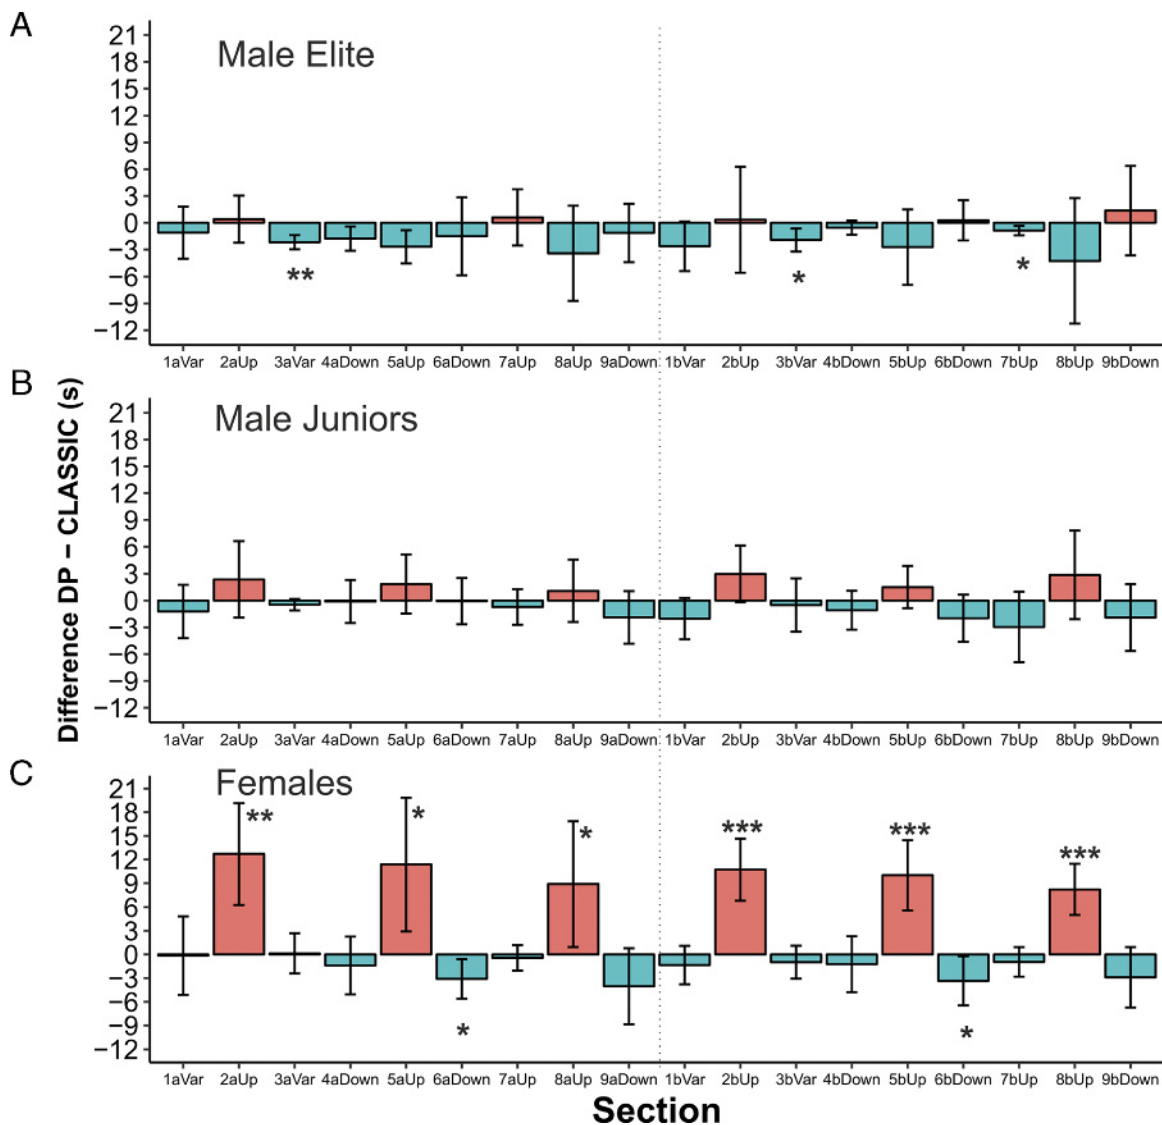 A
Male Elite
21
18
15
12
9
6
3
0
−3
−6
−9
−12
** * *
1aVar 2aUp 3aVar 4aDown 5aUp 6aDown 7aUp 8aUp 9aDown 1bVar 2bUp 3bVar 4bDown 5bUp 6bDown 7bUp 8bUp 9bDown
Difference DP − CLASSIC (s)
B
Male Juniors
21
18
15
12
9
6
3
0
−3
−6
−9
−12
1aVar 2aUp 3aVar 4aDown 5aUp 6aDown 7aUp 8aUp 9aDown 1bVar 2bUp 3bVar 4bDown 5bUp 6bDown 7bUp 8bUp 9bDown
C
Females
21
18
15
12
9
6
3
0
−3
−6
−9
−12
** * * *** *** ***
* *
1aVar 2aUp 3aVar 4aDown 5aUp 6aDown 7aUp 8aUp 9aDown 1bVar 2bUp 3bVar 4bDown 5bUp 6bDown 7bUp 8bUp 9bDown
Section